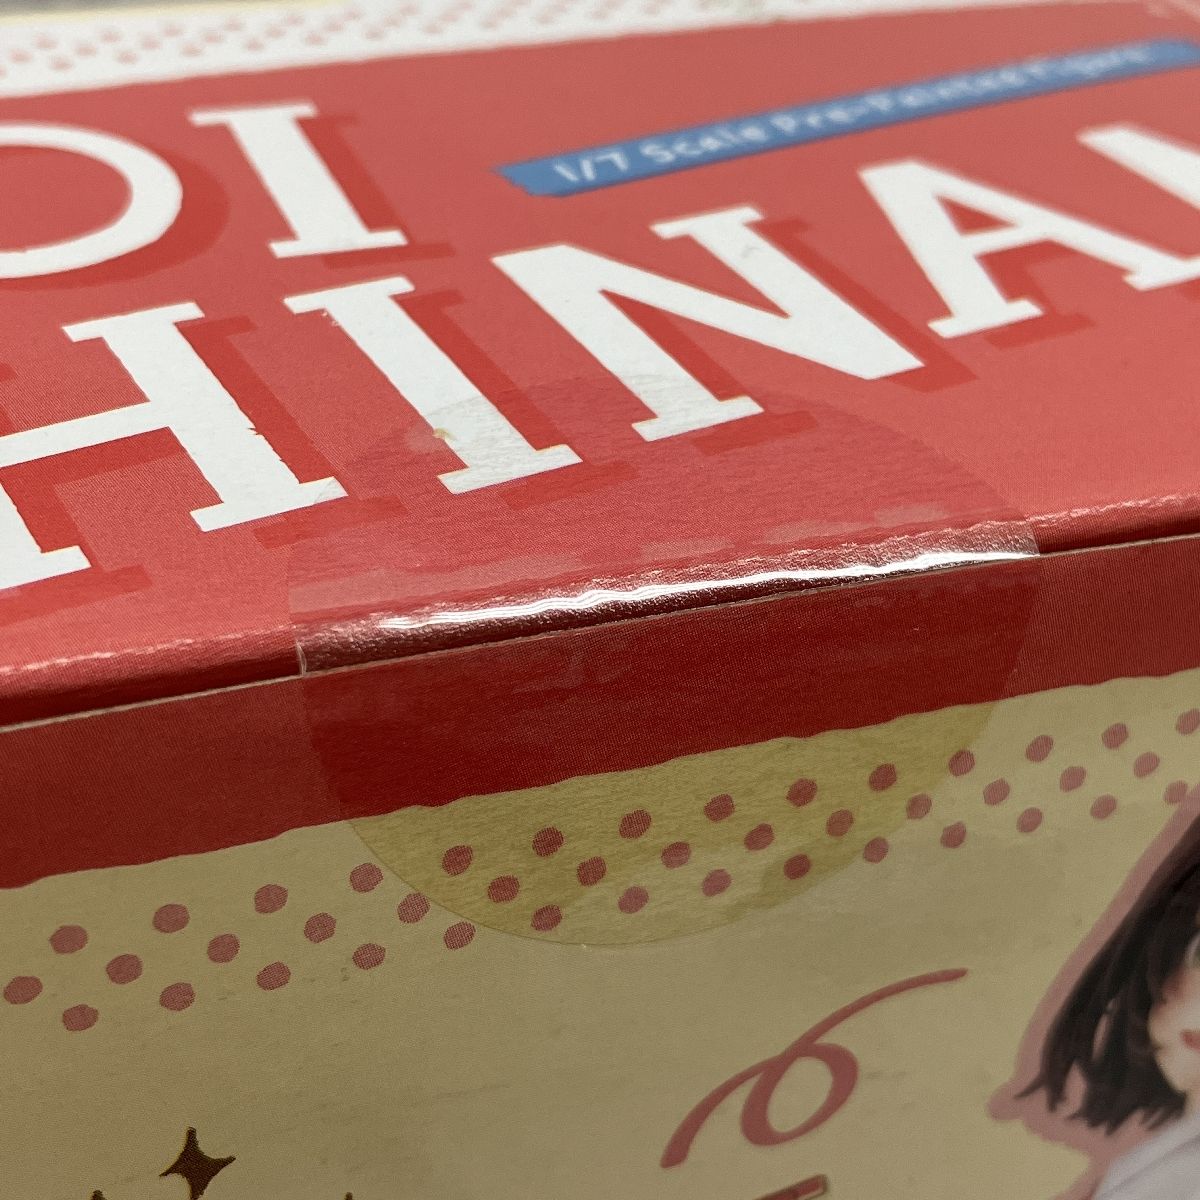 OI
1/7 Scale Pre-Painted Figure
HINA